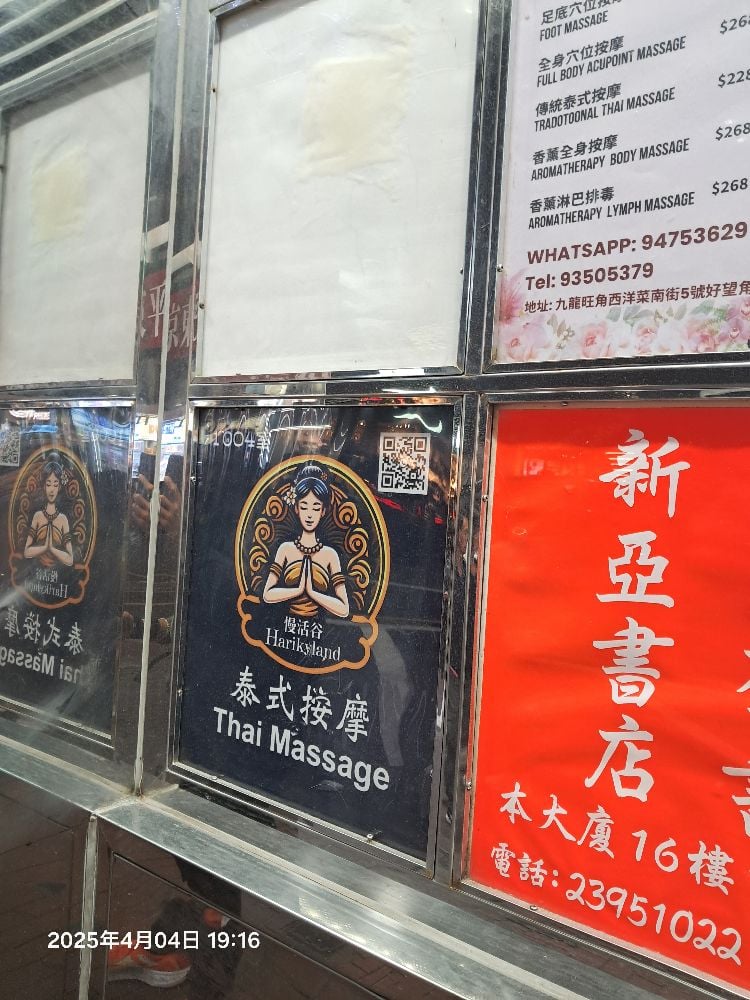 足底穴位按摩
FOOT MASSAGE
全身穴位按摩
FULL BODY ACUPOINT MASSAGE
$228
傳統泰式按摩
TRADOTOONAL THAI MASSAGE
$268
香薰全身按摩
AROMATHERAPY BODY MASSAGE
$268
香薰淋巴排毒
AROMATHERAPY LYMPH MASSAGE
WHATSAPP: 94753629
Tel: 93505379
地址: 九龍旺角西洋菜南街5號好望角
1004室
慢活谷
Harikyland
泰式按摩
Thai Massage
新亞書店
本大廈16樓
電話:23951022
2025年4月04日 19:16